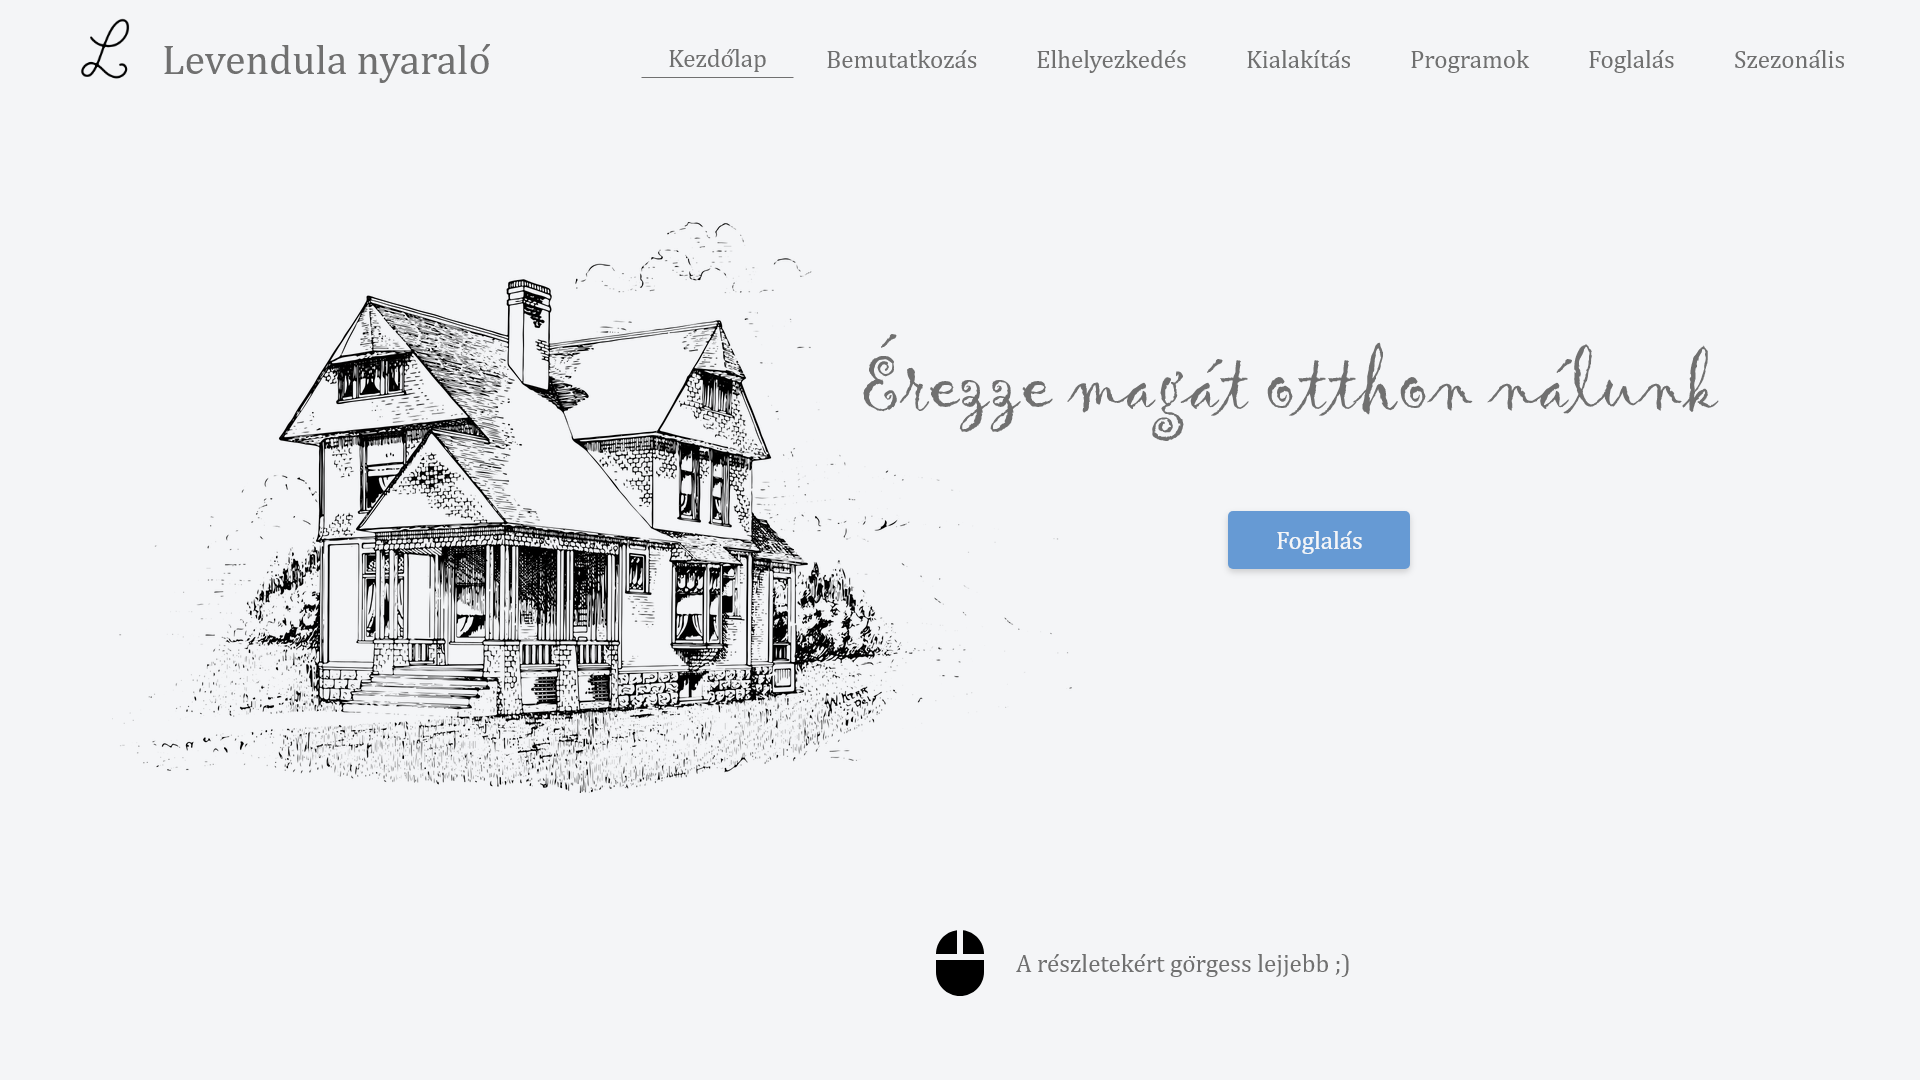 L
Levendula nyaraló
Kezdőlap
Bemutatkozás
Elhelyezkedés
Kialakítás
Programok
Foglalás
Szezonális
Érezze magát otthon nálunk
Foglalás
A részletekért görgess lejjebb ;)